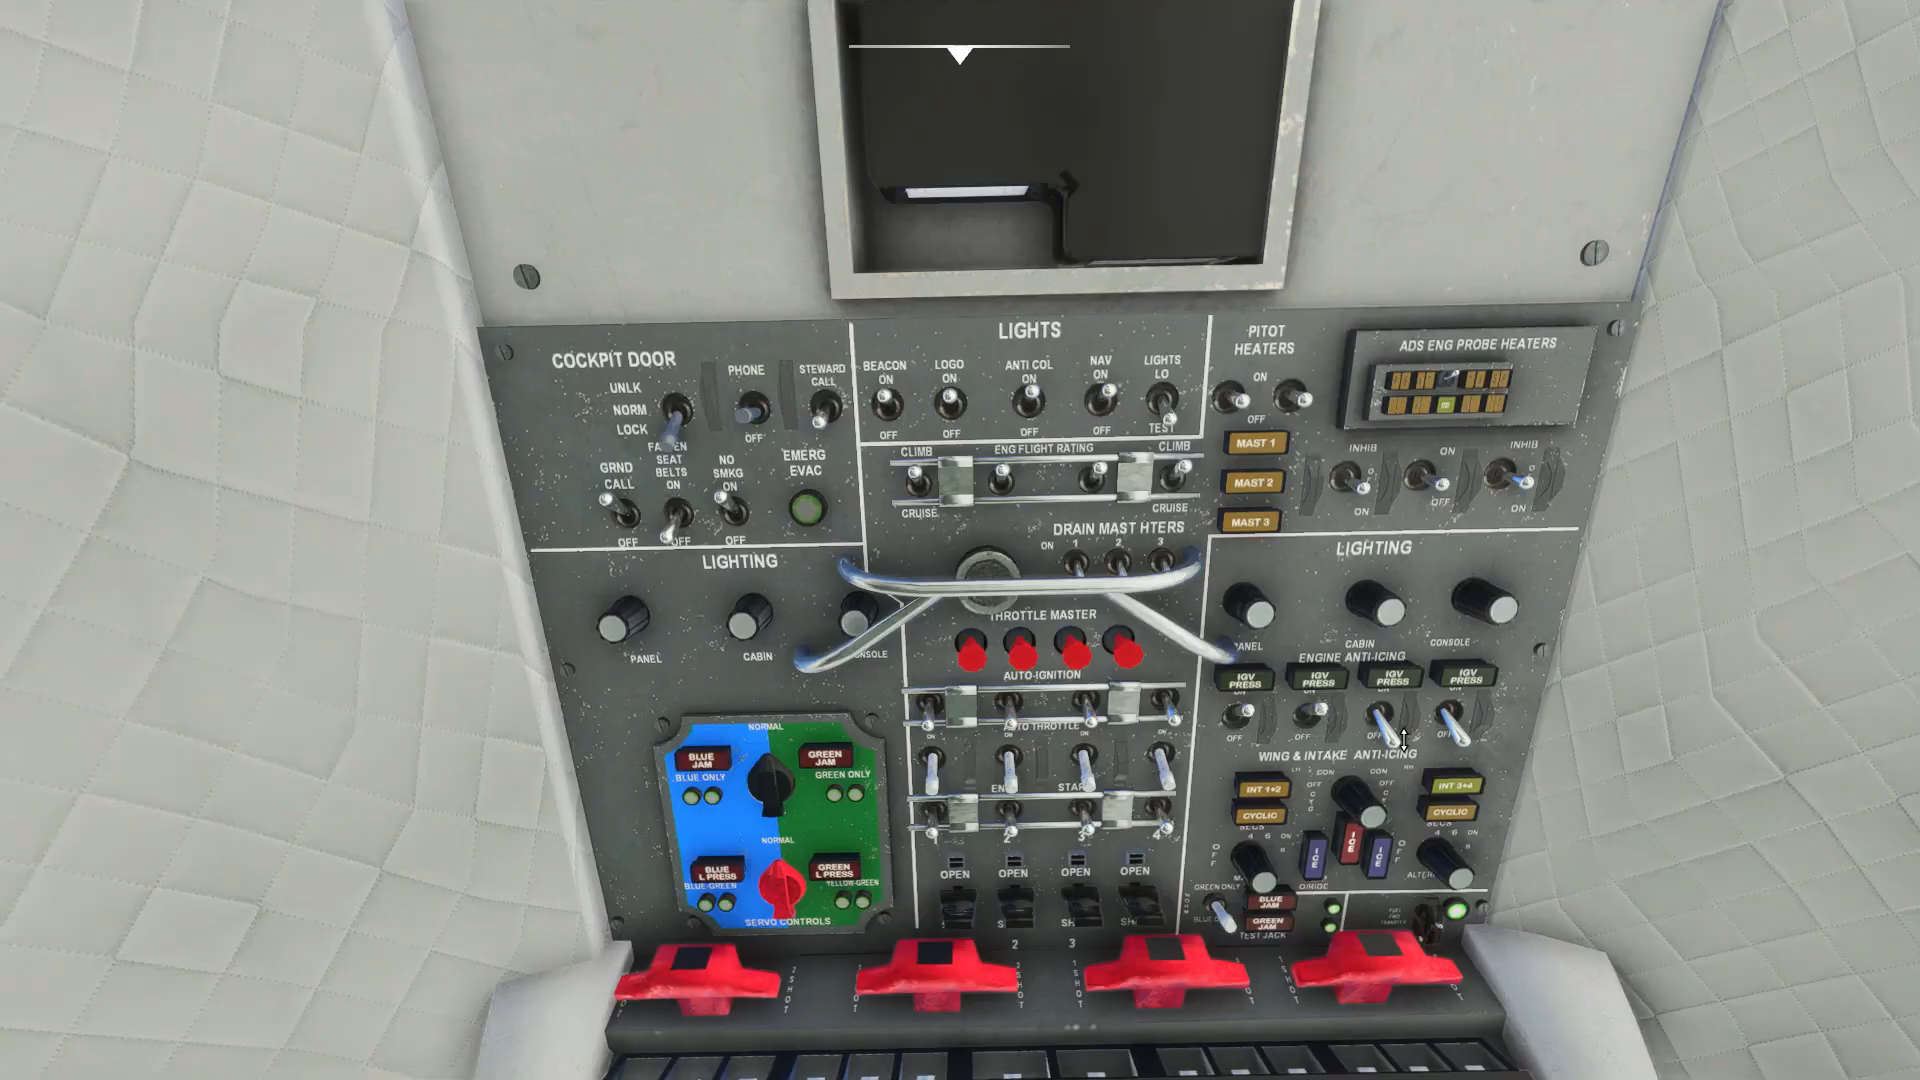 COCKPIT DOOR
UNLK
NORM
LOCK
PHONE
OFF
STEWARD
CALL
GRND
CALL
OFF
SEAT
BELTS
ON
OFF
NO
SMKG
ON
OFF
EMERG
EVAC
LIGHTS
BEACON
ON
OFF
LOGO
ON
OFF
ANTI COL
ON
OFF
NAV
ON
OFF
LIGHTS
LO
TEST
CLIMB
ENG FLIGHT RATING
CLIMB
CRUISE
CRUISE
DRAIN MAST HTERS
ON 1 2 3
PITOT
HEATERS
ON
OFF
MAST 1
MAST 2
MAST 3
ADS ENG PROBE HEATERS
INHIB
ON
ON
OFF
INHIB
ON
LIGHTING
PANEL
CABIN
THROTTLE MASTER
AUTO-IGNITION
AUTO THROTTLE
1 2 3 4
OPEN
OPEN
OPEN
OPEN
2 3
LIGHTING
CABIN
CONSOLE
ENGINE ANTI-ICING
IGV
PRESS
IGV
PRESS
IGV
PRESS
IGV
PRESS
OFF
OFF
OFF
OFF
WING & INTAKE ANTI-ICING
INT 1+2
CYCLIC
INT 3+4
CYCLIC
SECS
4 6
ICE
ICE
ICE
O/RIDE
GREEN ONLY
BLUE
JAM
GREEN
JAM
TEST JACK
NORMAL
BLUE
JAM
BLUE ONLY
GREEN
JAM
GREEN ONLY
NORMAL
BLUE
L PRESS
BLUE-GREEN
GREEN
L PRESS
YELLOW-GREEN
SERVO CONTROLS